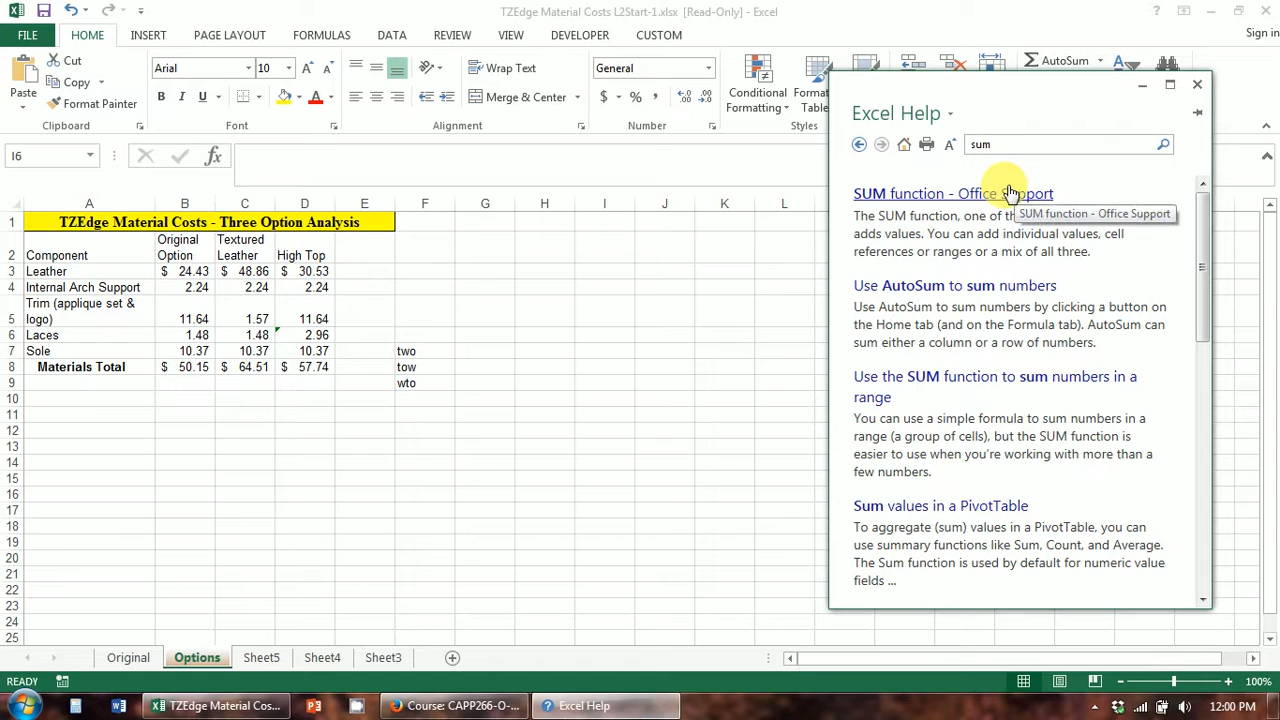 TZEdge Material Costs L2Start-1.xlsx [Read-Only] - Excel
FILE HOME INSERT PAGE LAYOUT FORMULAS DATA REVIEW VIEW DEVELOPER CUSTOM Sign in
Paste
Cut
Copy
Format Painter
Arial 10
B I U A
Wrap Text
Merge & Center
General
$ % ,
Conditional
Formatting
Format
Table
AutoSum
Clipboard Font Alignment Number Styles
I6
fx
A B C D E F G H I J K L
1 TZEdge Material Costs - Three Option Analysis
Original Textured
2 Component Option Leather High Top
3 Leather $ 24.43 $ 48.86 $ 30.53
4 Internal Arch Support 2.24 2.24 2.24
Trim (applique set &
5 logo) 11.64 1.57 11.64
6 Laces 1.48 1.48 2.96
7 Sole 10.37 10.37 10.37 two
8 Materials Total $ 50.15 $ 64.51 $ 57.74 tow
9 wto
10
11
12
13
14
15
16
17
18
19
20
21
22
23
24
25
Excel Help
sum
SUM function - Office Support
SUM function - Office Support
The SUM function, one of th
adds values. You can add individual values, cell
references or ranges or a mix of all three.
Use AutoSum to sum numbers
Use AutoSum to sum numbers by clicking a button on
the Home tab (and on the Formula tab). AutoSum can
sum either a column or a row of numbers.
Use the SUM function to sum numbers in a
range
You can use a simple formula to sum numbers in a
range (a group of cells), but the SUM function is
easier to use when you're working with more than a
few numbers.
Sum values in a PivotTable
To aggregate (sum) values in a PivotTable, you can
use summary functions like Sum, Count, and Average.
The Sum function is used by default for numeric value
fields ...
Original Options Sheet5 Sheet4 Sheet3
READY 100%
TZEdge Material Cos... Course: CAPP266-O-... Excel Help 12:00 PM